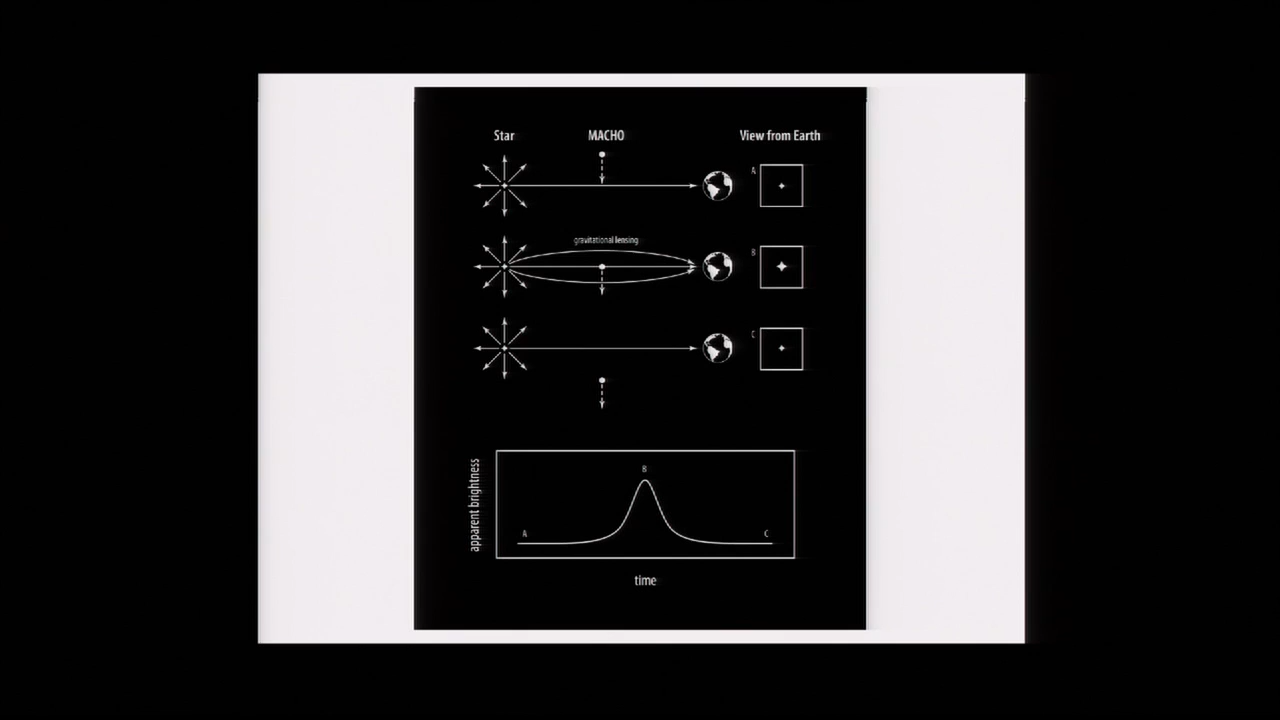 Star MACHO View from Earth
A
gravitational lensing
B
C
apparent brightness
B
A C
time